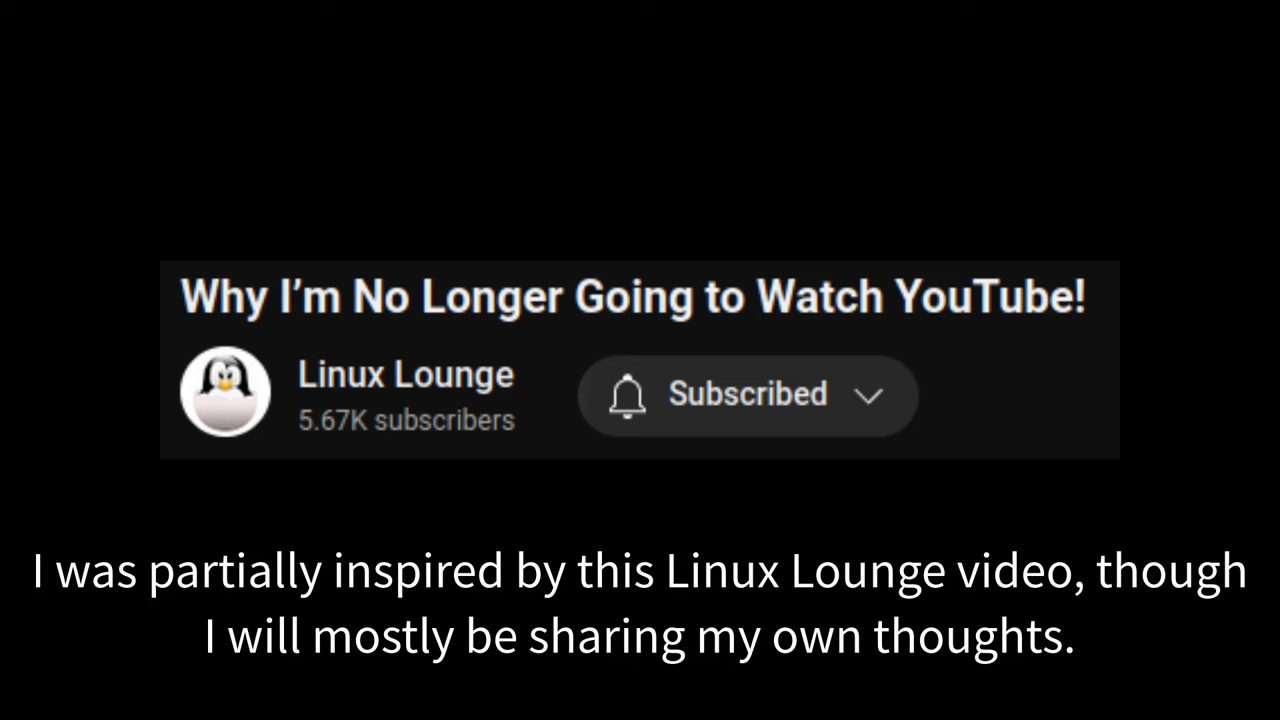 Why I’m No Longer Going to Watch YouTube!
Linux Lounge
5.67K subscribers
Subscribed
I was partially inspired by this Linux Lounge video, though
I will mostly be sharing my own thoughts.